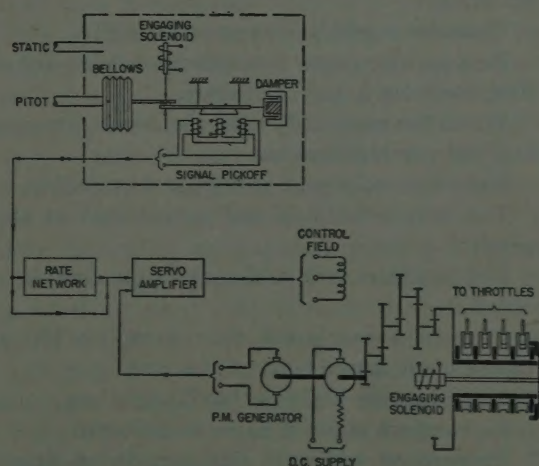 ENGAGING
SOLENOID
STATIC
BELLOWS
DAMPER
PITOT
SIGNAL PICKOFF
CONTROL
FIELD
RATE
NETWORK
SERVO
AMPLIFIER
TO THROTTLES
ENGAGING
SOLENOID
P.M. GENERATOR
D.C. SUPPLY